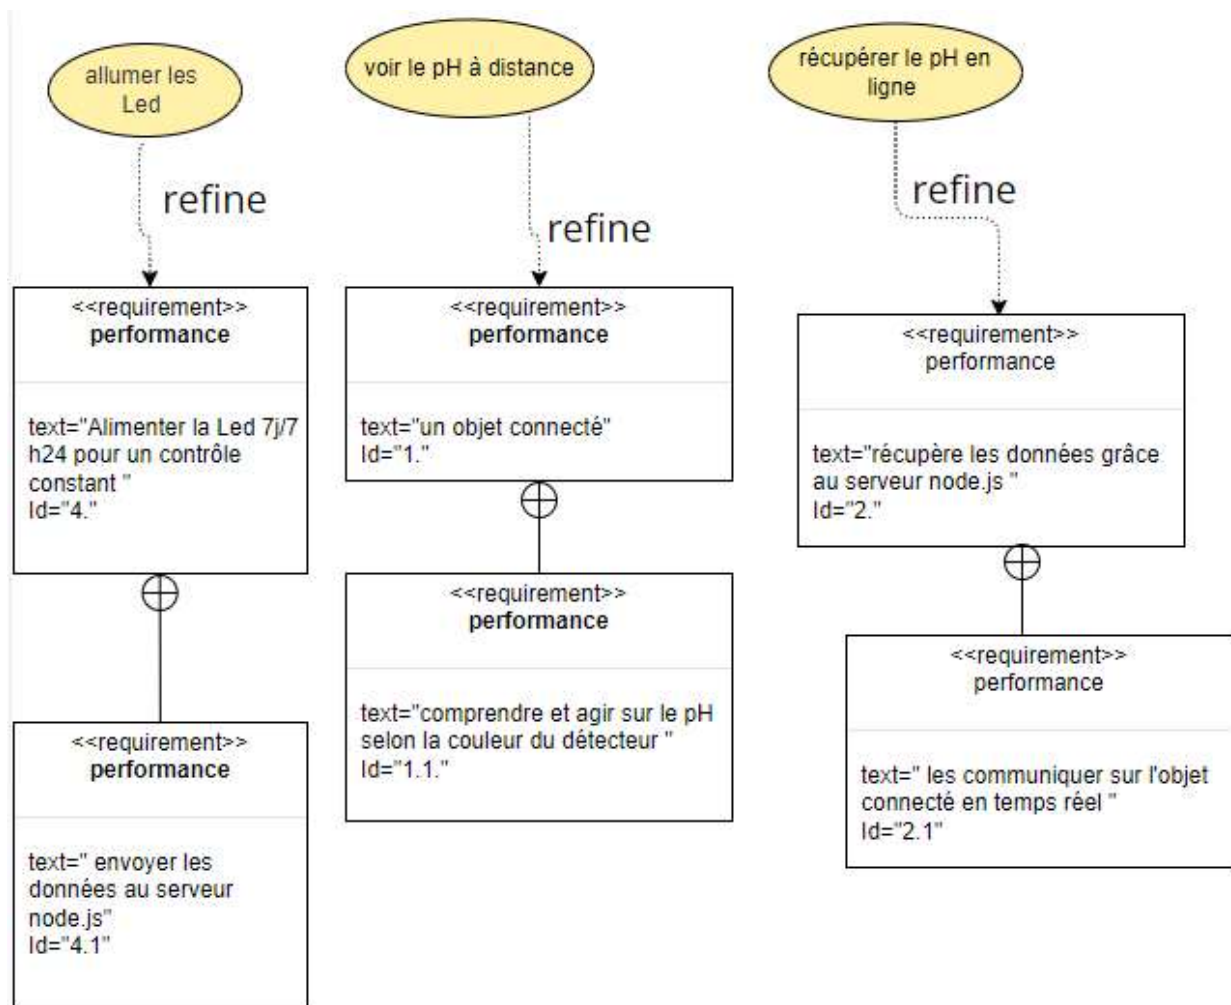 allumer les
Led
refine
<<requirement>>
performance
text="Alimenter la Led 7j/7
h24 pour un contrôle
constant "
Id="4."
<<requirement>>
performance
text=" envoyer les
données au serveur
node.js"
Id="4.1"
voir le pH à distance
refine
<<requirement>>
performance
text="un objet connecté"
Id="1."
<<requirement>>
performance
text="comprendre et agir sur le pH
selon la couleur du détecteur "
Id="1.1."
récupérer le pH en
ligne
refine
<<requirement>>
performance
text="récupère les données grâce
au serveur node.js "
Id="2."
<<requirement>>
performance
text=" les communiquer sur l'objet
connecté en temps réel "
Id="2.1"